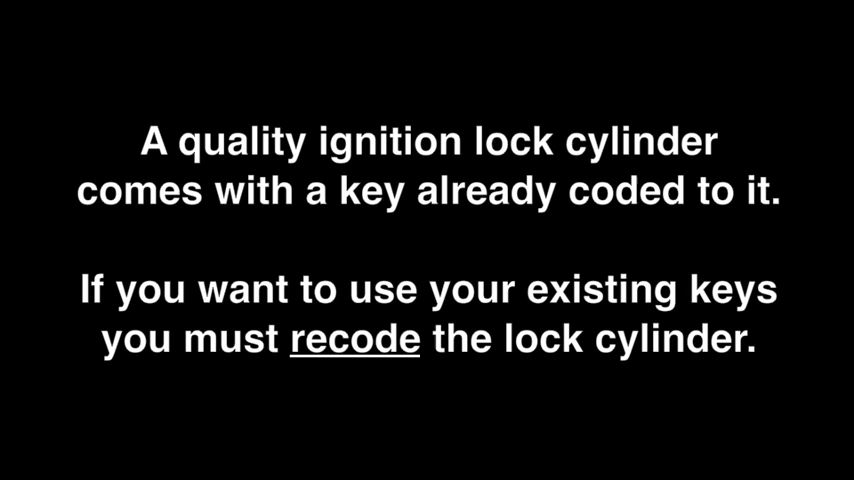 A quality ignition lock cylinder
comes with a key already coded to it.
If you want to use your existing keys
you must recode the lock cylinder.